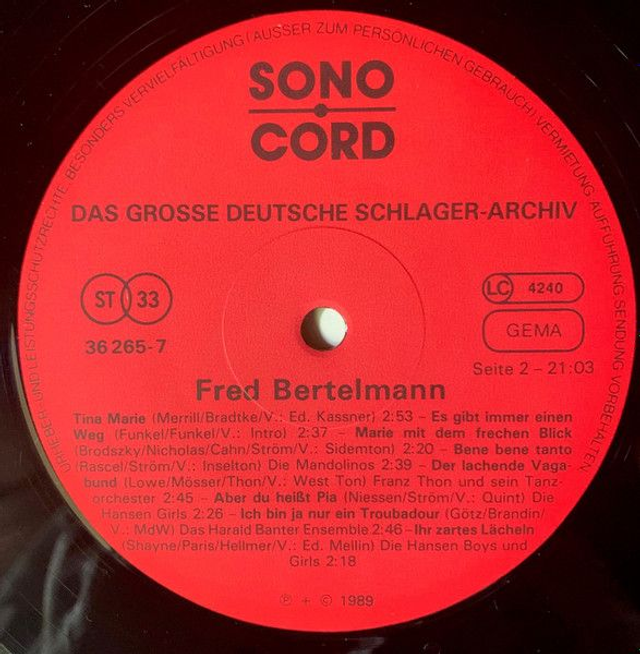 URHEBER- UND LEISTUNGSSCHUTZRECHTE, BESONDERS VERVIELFÄLTIGUNG (AUSSER ZUM PERSÖNLICHEN GEBRAUCH), VERMIETUNG, AUFFÜHRUNG, SENDUNG VORBEHALTEN
SONO
CORD
DAS GROSSE DEUTSCHE SCHLAGER-ARCHIV
ST 33
LC 4240
36 265-7
GEMA
Seite 2 – 21:03
Fred Bertelmann
Tina Marie (Merrill/Bradtke/V.: Ed. Kassner) 2:53 – Es gibt immer einen
Weg (Funkel/Funkel/V.: Intro) 2:37 – Marie mit dem frechen Blick
(Brodszky/Nicholas/Cahn/Ström/V.: Sidemton) 2:20 – Bene bene tanto
(Rascel/Ström/V.: Inselton) Die Mandolinos 2:39 – Der lachende Vaga-
bund (Lowe/Mösser/Thon/V.: West Ton) Franz Thon und sein Tanz-
orchester 2:45 – Aber du heißt Pia (Niessen/Ström/V.: Quint) Die
Hansen Girls 2:26 – Ich bin ja nur ein Troubadour (Götz/Brandin/
V.: MdW) Das Harald Banter Ensemble 2:46 – Ihr zartes Lächeln
(Shayne/Paris/Hellmer/V.: Ed. Mellin) Die Hansen Boys und
Girls 2:18
℗ + © 1989